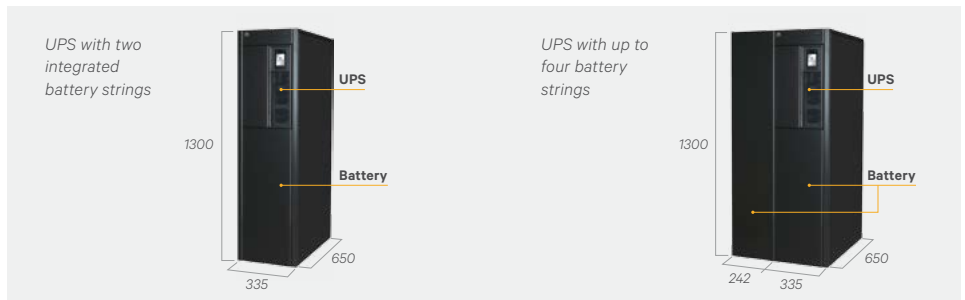 UPS with two
integrated
battery strings
UPS
1300
Battery
650
335
UPS with up to
four battery
strings
UPS
1300
Battery
650
242
335